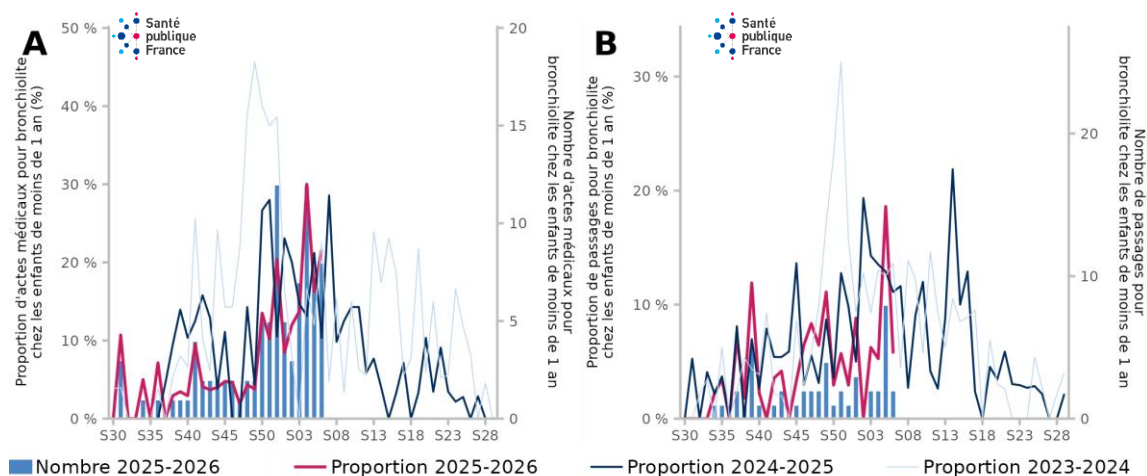 A
Santé
publique
France
Proportion d'actes médicaux pour bronchiolite
chez les enfants de moins de 1 an (%)
50 %
40 %
30 %
20 %
10 %
0 %
20
15
10
5
0
Nombre d'actes médicaux pour
bronchiolite chez les enfants de moins de 1 an
S30 S35 S40 S45 S50 S03 S08 S13 S18 S23 S28
B
Santé
publique
France
Proportion de passages pour bronchiolite
chez les enfants de moins de 1 an (%)
30 %
20 %
10 %
0 %
20
10
0
Nombre de passages pour
bronchiolite chez les enfants de moins de 1 an
S30 S35 S40 S45 S50 S03 S08 S13 S18 S23 S28
Nombre 2025-2026 Proportion 2025-2026 Proportion 2024-2025 Proportion 2023-2024